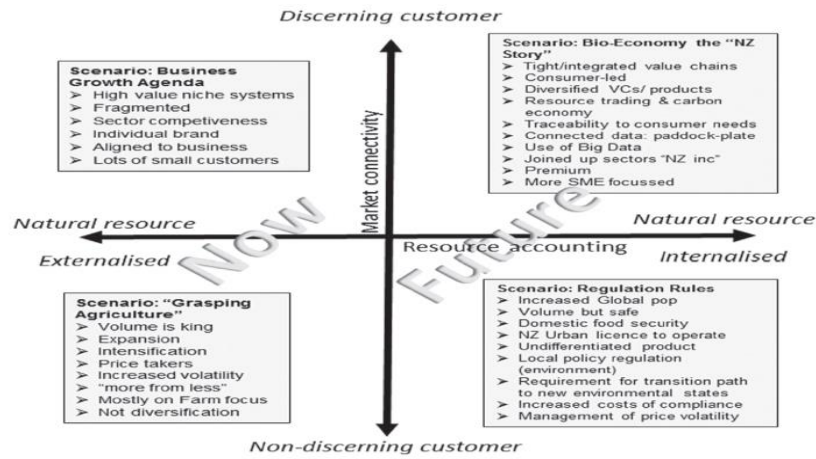 Discerning customer
Scenario: Business
Growth Agenda
➢ High value niche systems
➢ Fragmented
➢ Sector competiveness
➢ Individual brand
➢ Aligned to business
➢ Lots of small customers
Scenario: Bio-Economy the “NZ
Story”
➢ Tight/integrated value chains
➢ Consumer-led
➢ Diversified VCs/ products
➢ Resource trading & carbon
economy
➢ Traceability to consumer needs
➢ Connected data: paddock-plate
➢ Use of Big Data
➢ Joined up sectors “NZ inc”
➢ Premium
➢ More SME focussed
Market connectivity
Natural resource
Externalised
Now
Future
Resource accounting
Natural resource
Internalised
Scenario: “Grasping
Agriculture”
➢ Volume is king
➢ Expansion
➢ Intensification
➢ Price takers
➢ Increased volatility
➢ “more from less”
➢ Mostly on Farm focus
➢ Not diversification
Scenario: Regulation Rules
➢ Increased Global pop
➢ Volume but safe
➢ Domestic food security
➢ NZ Urban licence to operate
➢ Undifferentiated product
➢ Local policy regulation
(environment)
➢ Requirement for transition path
to new environmental states
➢ Increased costs of compliance
➢ Management of price volatility
Non-discerning customer